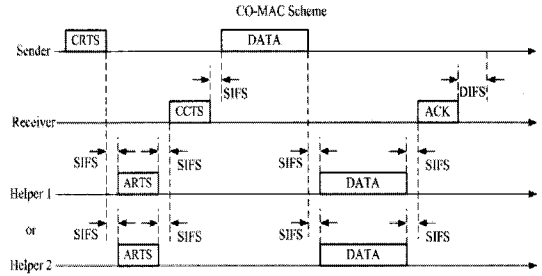 CO-MAC Scheme
CRTS
DATA
Sender
SIFS
DIFS
CCTS
ACK
Receiver
SIFS
SIFS
SIFS
SIFS
ARTS
DATA
Helper 1
or
SIFS
SIFS
SIFS
SIFS
ARTS
DATA
Helper 2